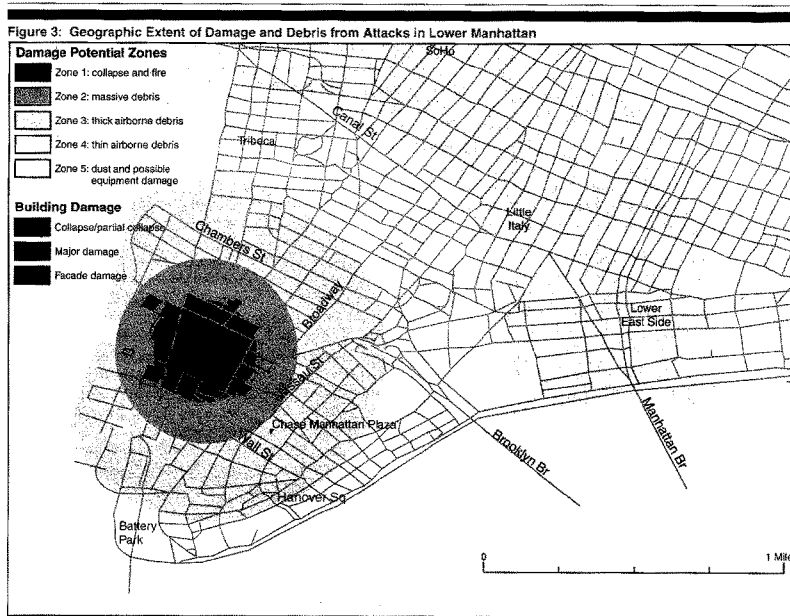 Figure 3: Geographic Extent of Damage and Debris from Attacks in Lower Manhattan
Damage Potential Zones
Zone 1: collapse and fire
Zone 2: massive debris
Zone 3: thick airborne debris
Zone 4: thin airborne debris
Zone 5: dust and possible
equipment damage
Building Damage
Collapse/partial collapse
Major damage
Facade damage
SoHo
Canal St.
Tribeca
Little
Italy
Chambers St.
Broadway
Lower
East Side
Nassau St.
Chase Manhattan Plaza
Wall St.
Manhattan Br
Brooklyn Br
Hanover Sq
Battery
Park
0
1 Mile